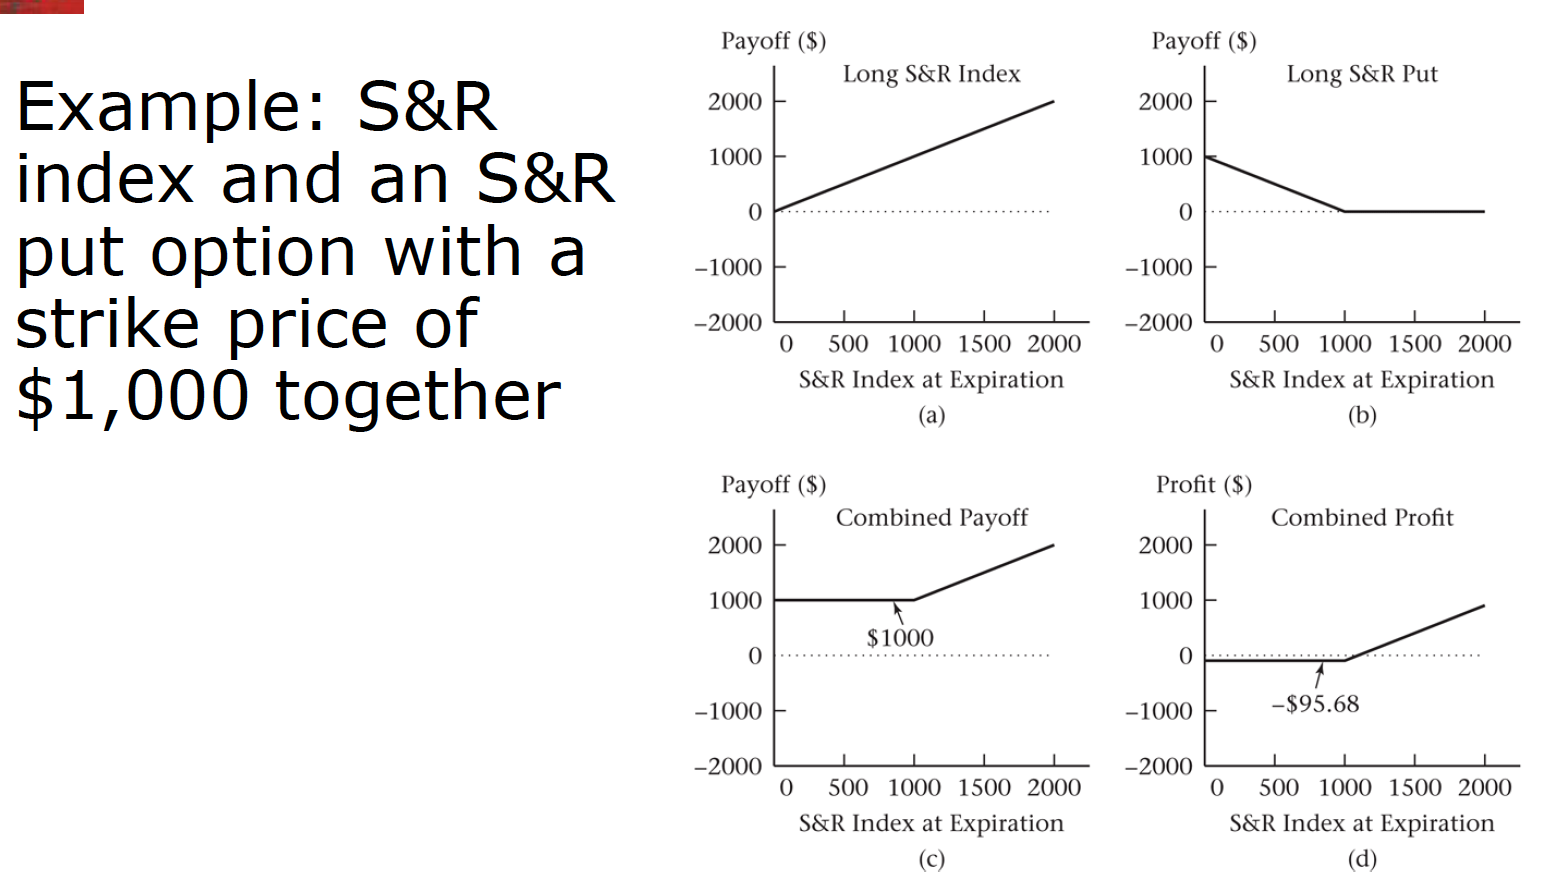 Example: S&R
index and an S&R
put option with a
strike price of
$1,000 together
Payoff ($)
Long S&R Index
2000
1000
0
–1000
–2000
0 500 1000 1500 2000
S&R Index at Expiration
(a)
Payoff ($)
Long S&R Put
2000
1000
0
–1000
–2000
0 500 1000 1500 2000
S&R Index at Expiration
(b)
Payoff ($)
Combined Payoff
2000
1000
$1000
0
–1000
–2000
0 500 1000 1500 2000
S&R Index at Expiration
(c)
Profit ($)
Combined Profit
2000
1000
0
–$95.68
–1000
–2000
0 500 1000 1500 2000
S&R Index at Expiration
(d)